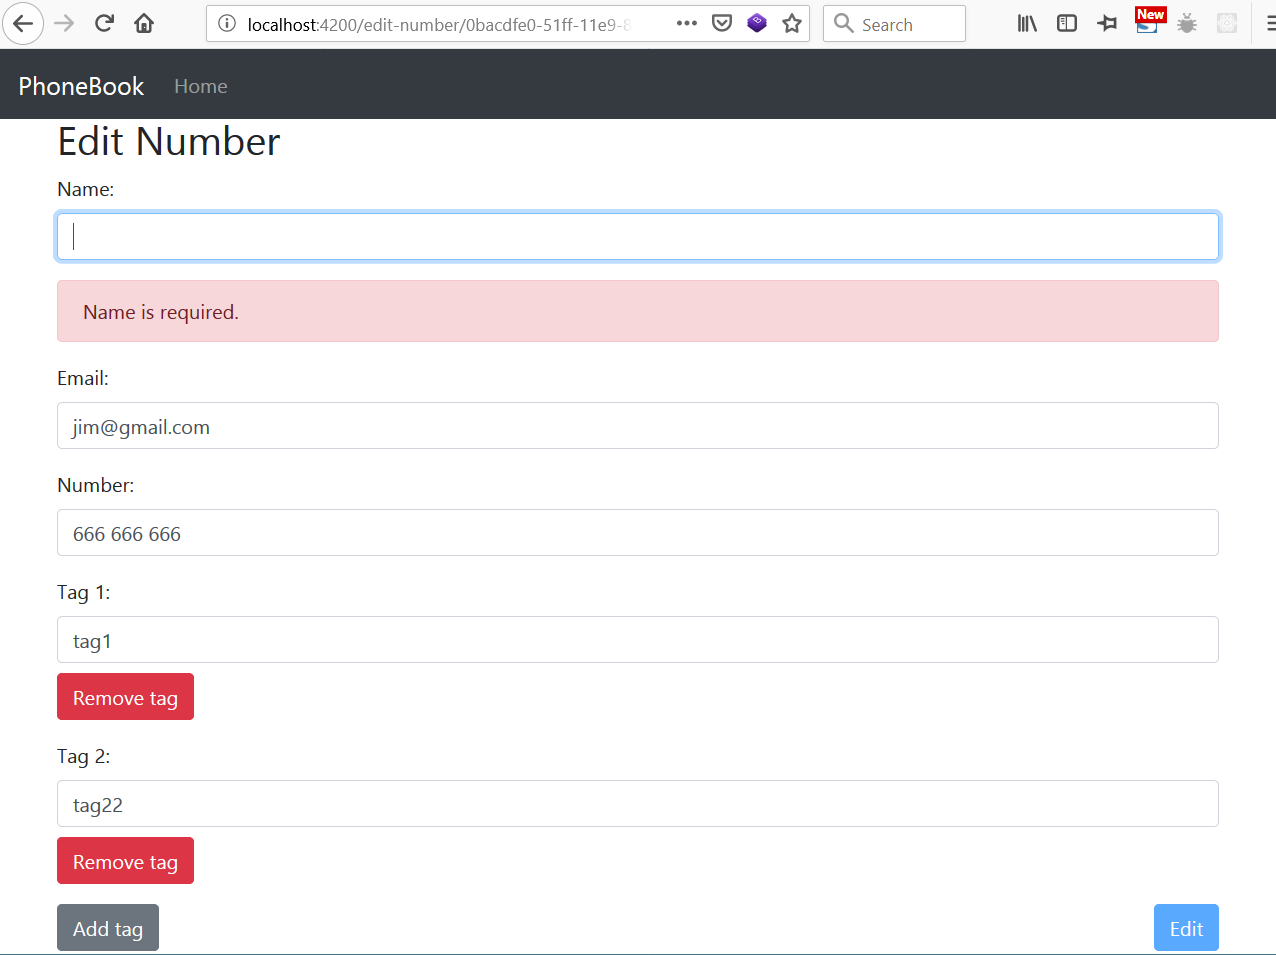 localhost:4200/edit-number/0bacdfe0-51ff-11e9-8
Search
New
PhoneBook Home
Edit Number
Name:
Name is required.
Email:
jim@gmail.com
Number:
666 666 666
Tag 1:
tag1
Remove tag
Tag 2:
tag22
Remove tag
Add tag
Edit